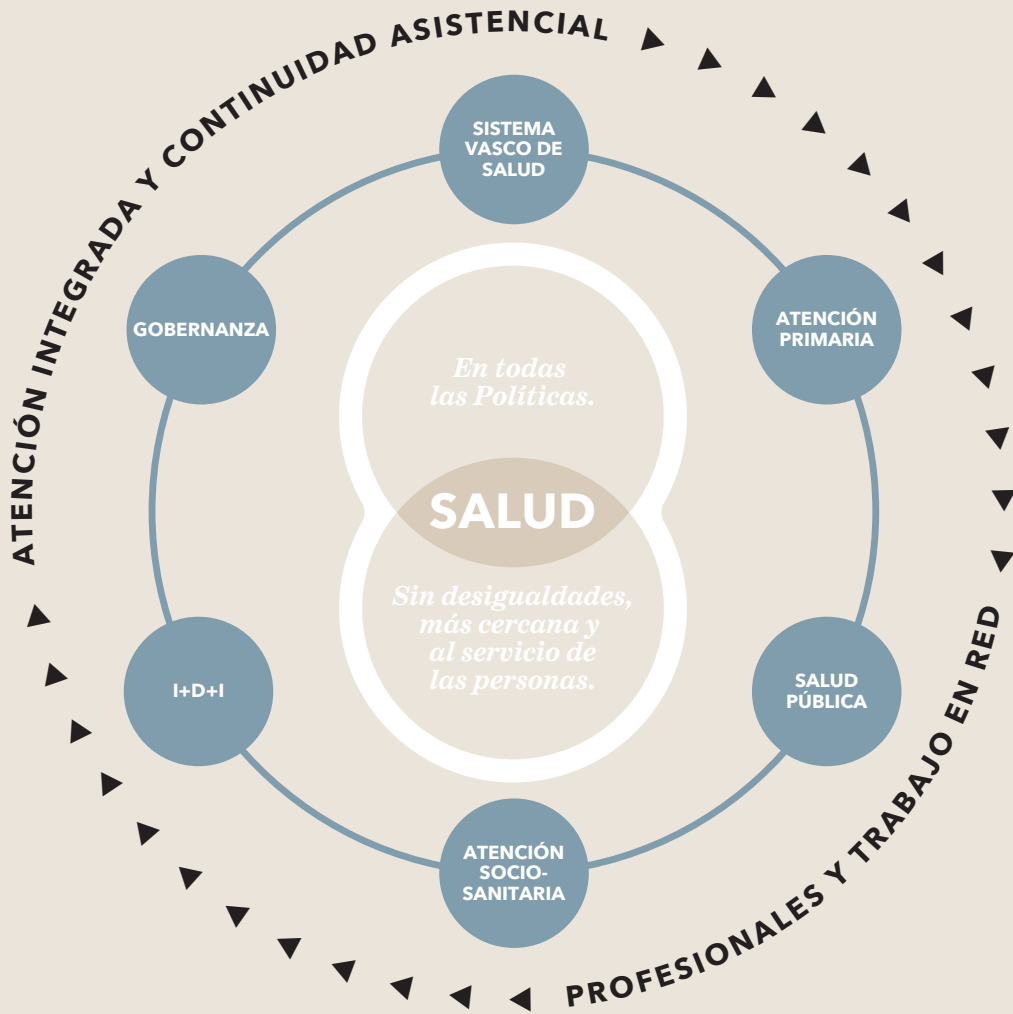 ATENCIÓN INTEGRADA Y CONTINUIDAD ASISTENCIAL
SISTEMA
VASCO DE
SALUD
GOBERNANZA
ATENCIÓN
PRIMARIA
En todas
las Políticas.
SALUD
Sin desigualdades,
más cercana y
al servicio de
las personas.
I+D+I
SALUD
PÚBLICA
ATENCIÓN
SOCIO-
SANITARIA
PROFESIONALES Y TRABAJO EN RED